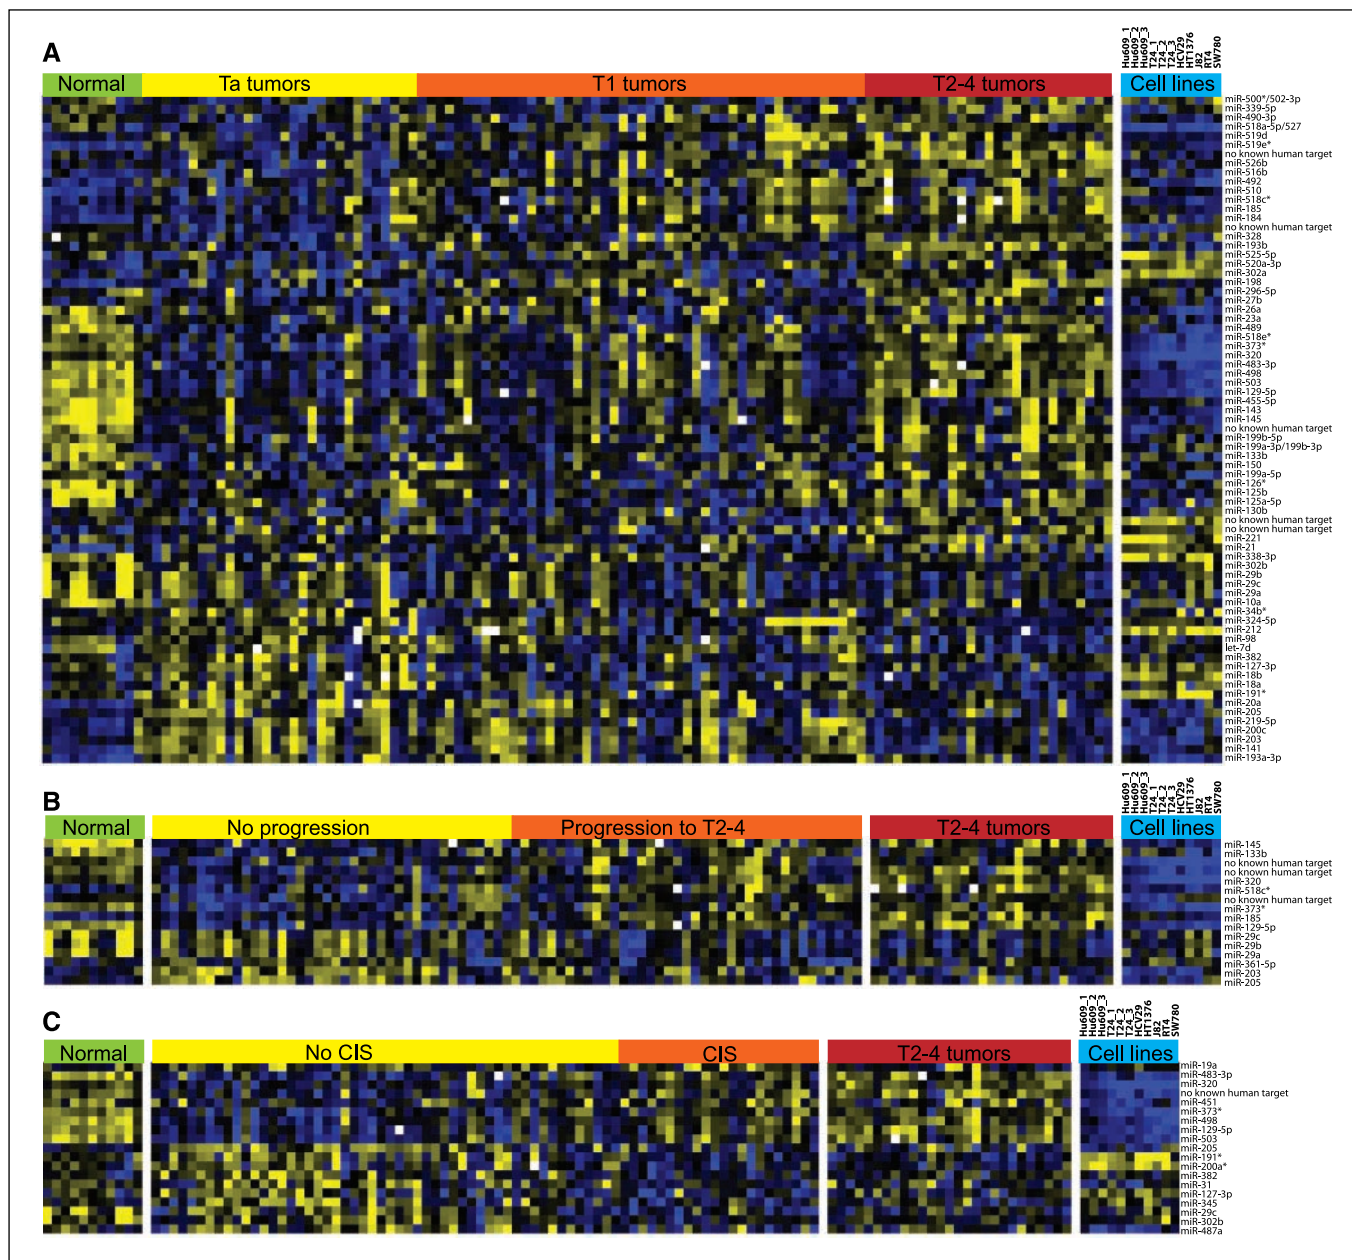 A
Hu609_1
Hu609_2
Hu609_3
T24_1
T24_2
T24_3
HCV29
HT1376
J82
RT4
SW780
Normal Ta tumors T1 tumors T2-4 tumors Cell lines
miR-500*/502-3p
miR-339-5p
miR-490-3p
miR-518a-5p/527
miR-519d
miR-519e*
no known human target
miR-526b
miR-516b
miR-492
miR-510
miR-518c*
miR-185
miR-184
no known human target
miR-328
miR-193b
miR-525-5p
miR-520a-3p
miR-302a
miR-198
miR-296-5p
miR-27b
miR-26a
miR-23a
miR-489
miR-518e*
miR-373*
miR-320
miR-483-3p
miR-498
miR-503
miR-129-5p
miR-455-5p
miR-143
miR-145
no known human target
miR-199b-5p
miR-199a-3p/199b-3p
miR-133b
miR-150
miR-199a-5p
miR-126*
miR-125b
miR-125a-5p
miR-130b
no known human target
no known human target
miR-221
miR-21
miR-338-3p
miR-302b
miR-29b
miR-29c
miR-29a
miR-10a
miR-34b*
miR-324-5p
miR-212
miR-98
let-7d
miR-382
miR-127-3p
miR-18b
miR-18a
miR-191*
miR-20a
miR-205
miR-219-5p
miR-200c
miR-203
miR-141
miR-193a-3p
B
Hu609_1
Hu609_2
Hu609_3
T24_1
T24_2
T24_3
HCV29
HT1376
J82
RT4
SW780
Normal No progression Progression to T2-4 T2-4 tumors Cell lines
miR-145
miR-133b
no known human target
no known human target
miR-320
miR-518c*
no known human target
miR-373*
miR-185
miR-129-5p
miR-29c
miR-29b
miR-29a
miR-361-5p
miR-203
miR-205
C
Hu609_1
Hu609_2
Hu609_3
T24_1
T24_2
T24_3
HCV29
HT1376
J82
RT4
SW780
Normal No CIS CIS T2-4 tumors Cell lines
miR-19a
miR-483-3p
miR-320
no known human target
miR-451
miR-373*
miR-498
miR-129-5p
miR-503
miR-205
miR-191*
miR-200a*
miR-382
miR-31
miR-127-3p
miR-345
miR-29c
miR-302b
miR-487a